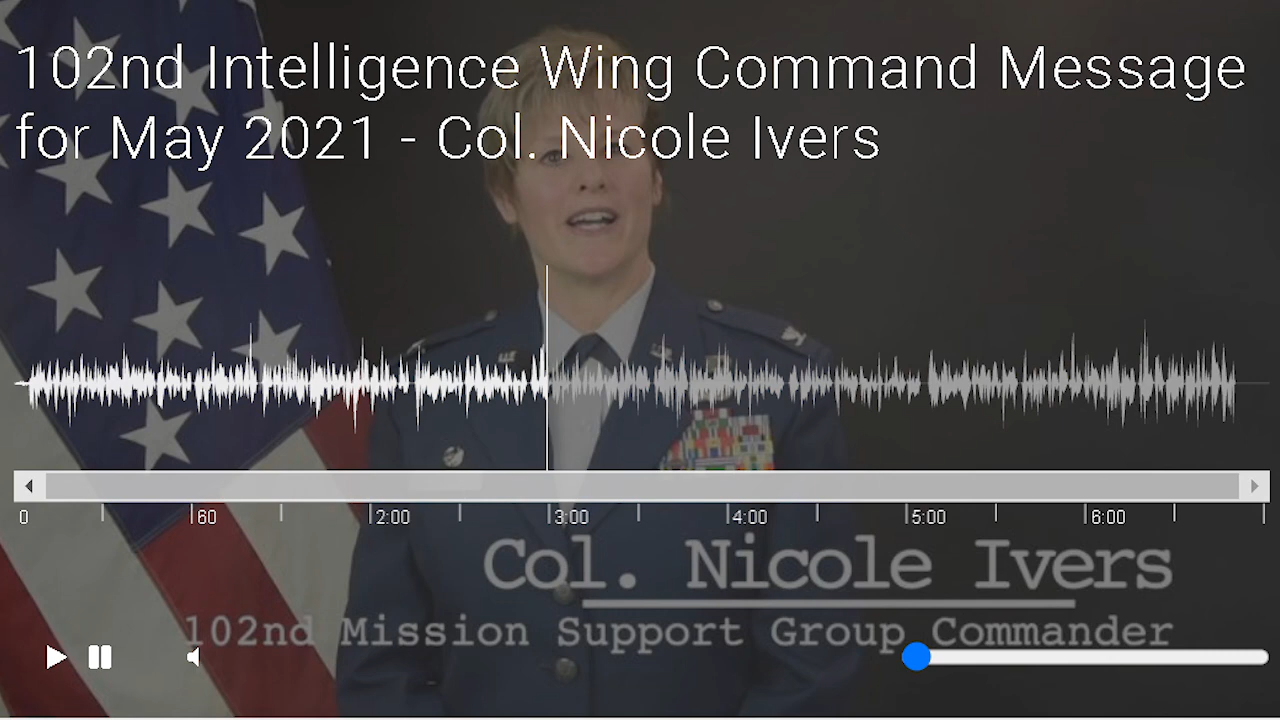 102nd Intelligence Wing Command Message
for May 2021 - Col. Nicole Ivers
0 60 2:00 3:00 4:00 5:00 6:00
Col. Nicole Ivers
102nd Mission Support Group Commander